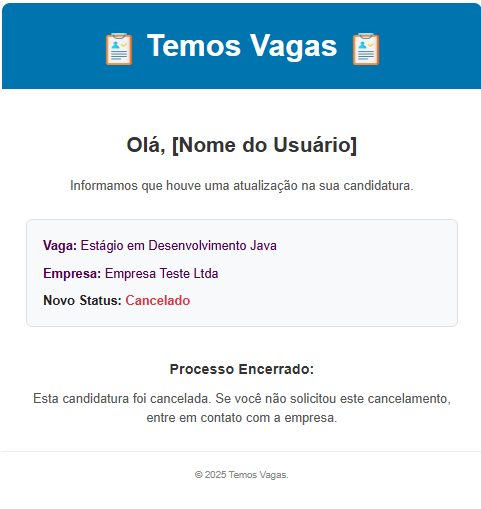 Temos Vagas
Olá, [Nome do Usuário]
Informamos que houve uma atualização na sua candidatura.
Vaga: Estágio em Desenvolvimento Java
Empresa: Empresa Teste Ltda
Novo Status: Cancelado
Processo Encerrado:
Esta candidatura foi cancelada. Se você não solicitou este cancelamento,
entre em contato com a empresa.
© 2025 Temos Vagas.